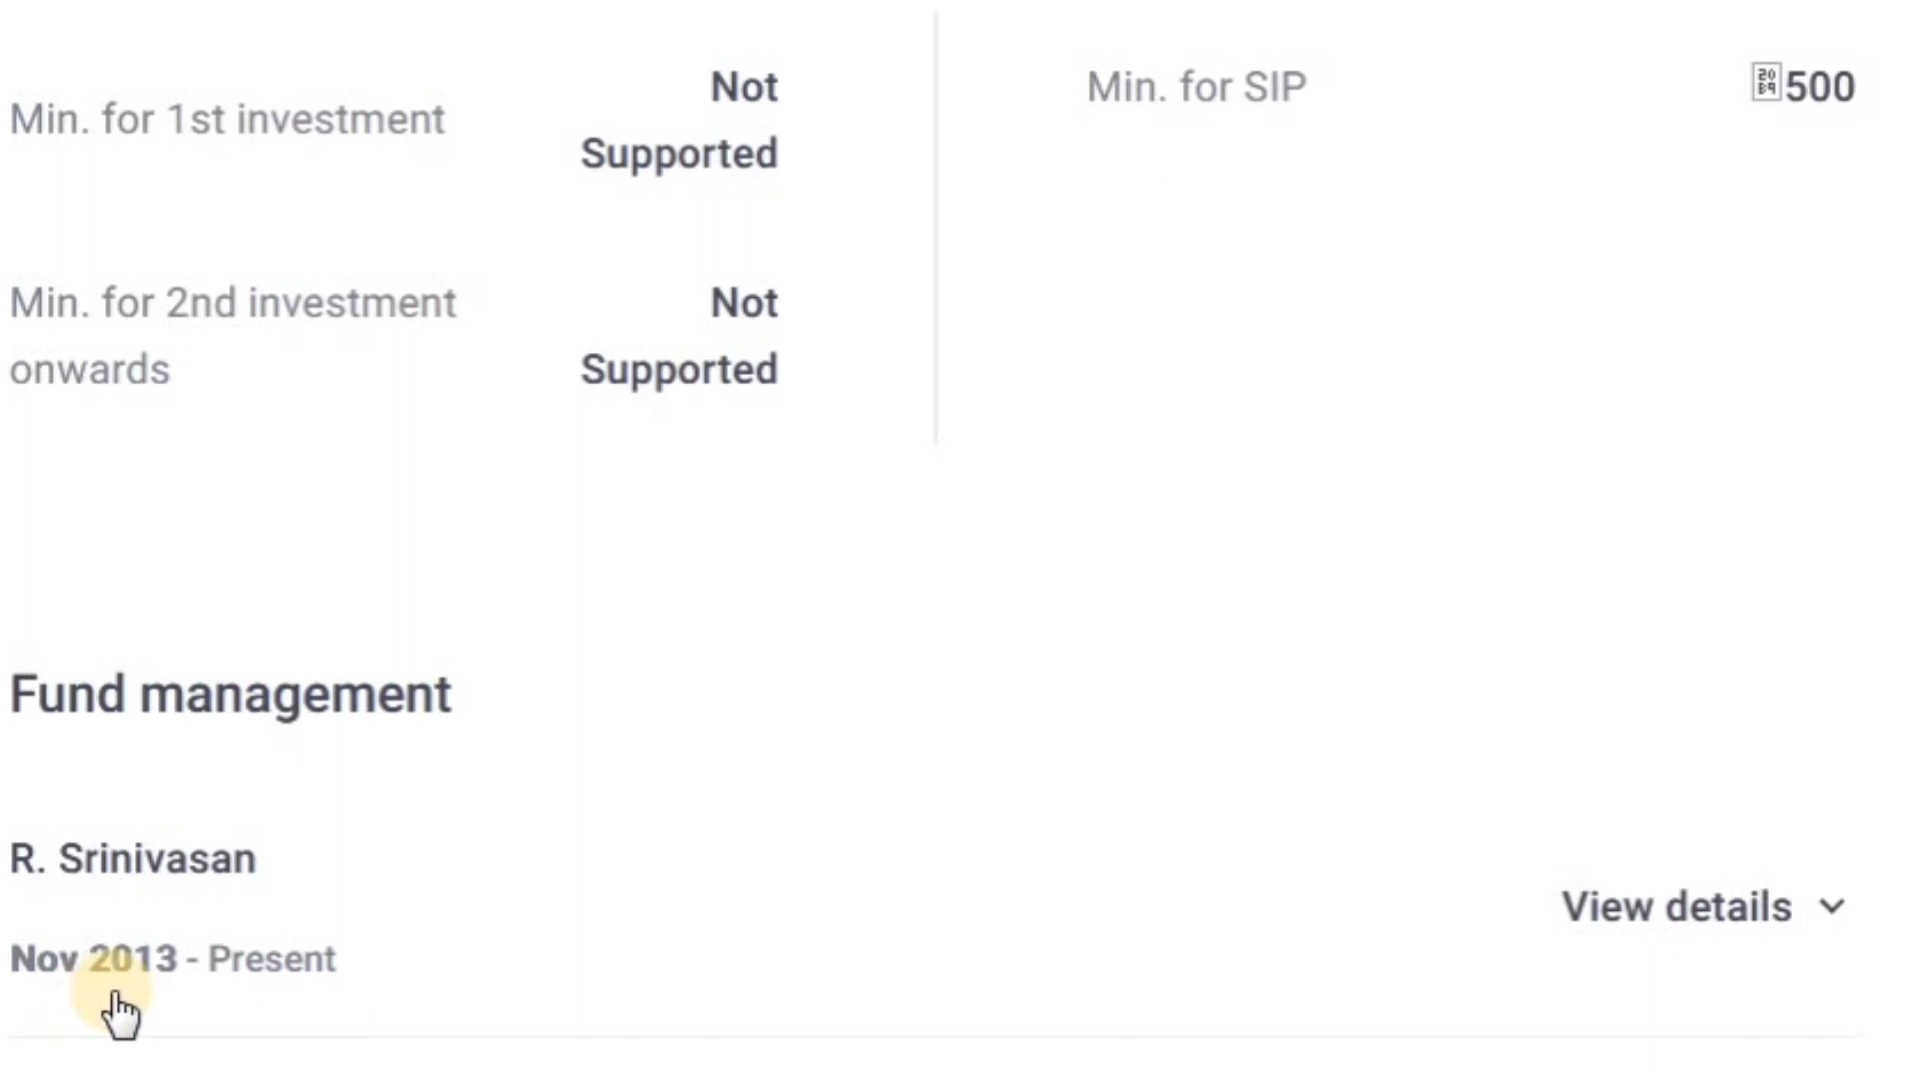 Min. for 1st investment
Not
Supported
Min. for SIP
500
Min. for 2nd investment
onwards
Not
Supported
Fund management
R. Srinivasan
Nov 2013 - Present
View details